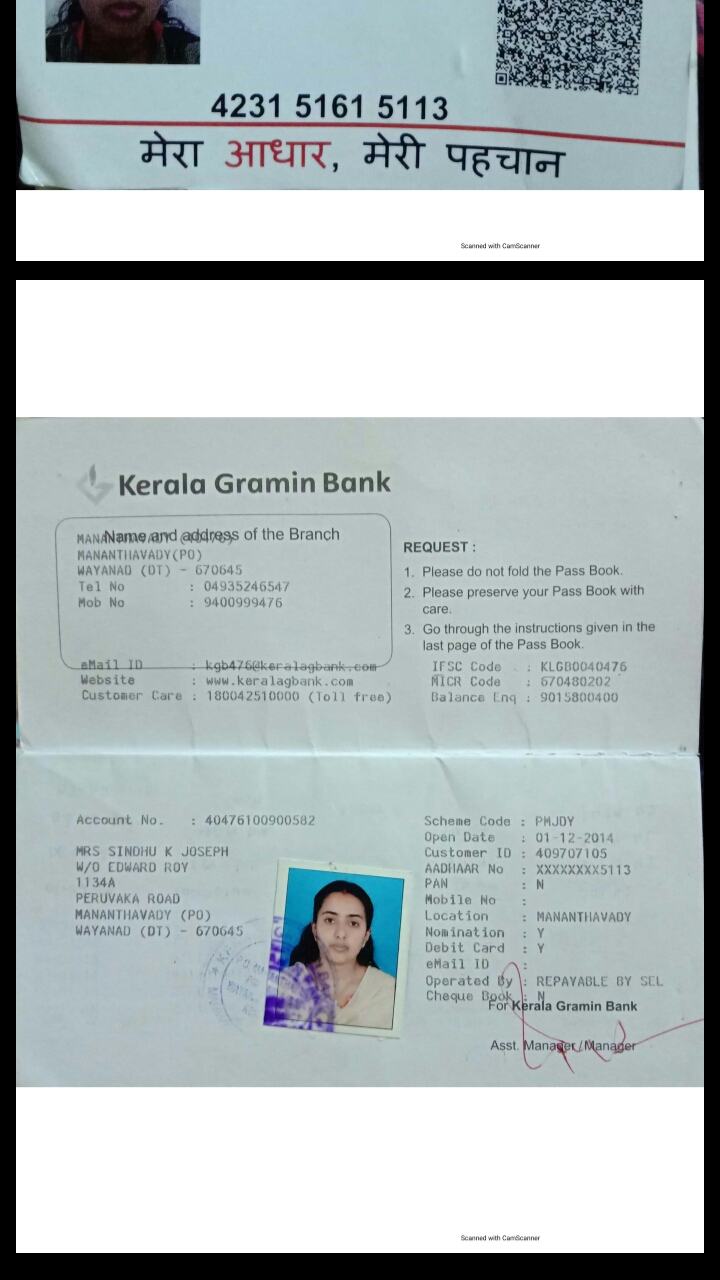 4231 5161 5113
मेरा आधार, मेरी पहचान
Scanned with CamScanner
Kerala Gramin Bank
Name and address of the Branch
MANANTHAVADY(PO)
WAYANAD (DT) - 670645
Tel No : 04935246547
Mob No : 9400999476
eMail ID : kgb476@keralagbank.com
Website : www.keralagbank.com
Customer Care : 180042510000 (Toll free)
REQUEST :
1. Please do not fold the Pass Book.
2. Please preserve your Pass Book with
care.
3. Go through the instructions given in the
last page of the Pass Book.
IFSC Code : KLGB0040476
MICR Code : 670480202
Balance Enq : 9015800400
Account No. : 40476100900582
MRS SINDHU K JOSEPH
W/O EDWARD ROY
1134A
PERUVAKA ROAD
MANANTHAVADY (PO)
WAYANAD (DT) - 670645
Scheme Code : PMJDY
Open Date : 01-12-2014
Customer ID : 409707105
AADHAAR No : XXXXXXXX5113
PAN : N
Mobile No :
Location : MANANTHAVADY
Nomination : Y
Debit Card : Y
eMail ID :
Operated By : REPAYABLE BY SEL
Cheque Book : N
For Kerala Gramin Bank
Asst. Manager/Manager
Scanned with CamScanner